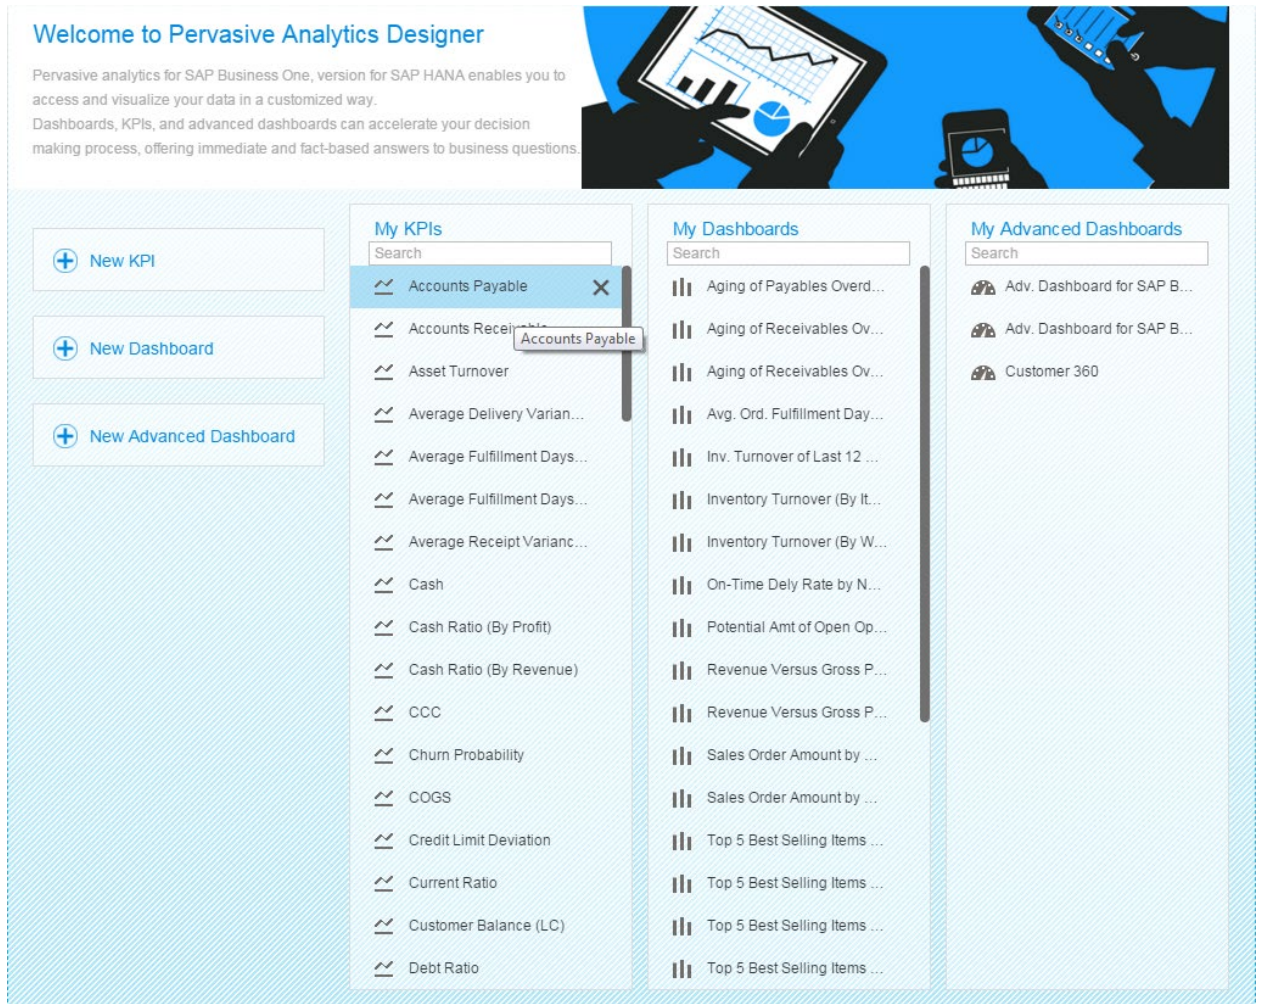 Welcome to Pervasive Analytics Designer
Pervasive analytics for SAP Business One, version for SAP HANA enables you to
access and visualize your data in a customized way.
Dashboards, KPIs, and advanced dashboards can accelerate your decision
making process, offering immediate and fact-based answers to business questions.
New KPI
New Dashboard
New Advanced Dashboard
My KPIs
Search
Accounts Payable
Accounts Receivable
Accounts Payable
Asset Turnover
Average Delivery Varian...
Average Fulfillment Days...
Average Fulfillment Days...
Average Receipt Varianc...
Cash
Cash Ratio (By Profit)
Cash Ratio (By Revenue)
CCC
Churn Probability
COGS
Credit Limit Deviation
Current Ratio
Customer Balance (LC)
Debt Ratio
My Dashboards
Search
Aging of Payables Overd...
Aging of Receivables Ov...
Aging of Receivables Ov...
Avg. Ord. Fulfillment Day...
Inv. Turnover of Last 12 ...
Inventory Turnover (By It...
Inventory Turnover (By W...
On-Time Dely Rate by N...
Potential Amt of Open Op...
Revenue Versus Gross P...
Revenue Versus Gross P...
Sales Order Amount by ...
Sales Order Amount by ...
Top 5 Best Selling Items ...
Top 5 Best Selling Items ...
Top 5 Best Selling Items ...
Top 5 Best Selling Items ...
My Advanced Dashboards
Search
Adv. Dashboard for SAP B...
Adv. Dashboard for SAP B...
Customer 360